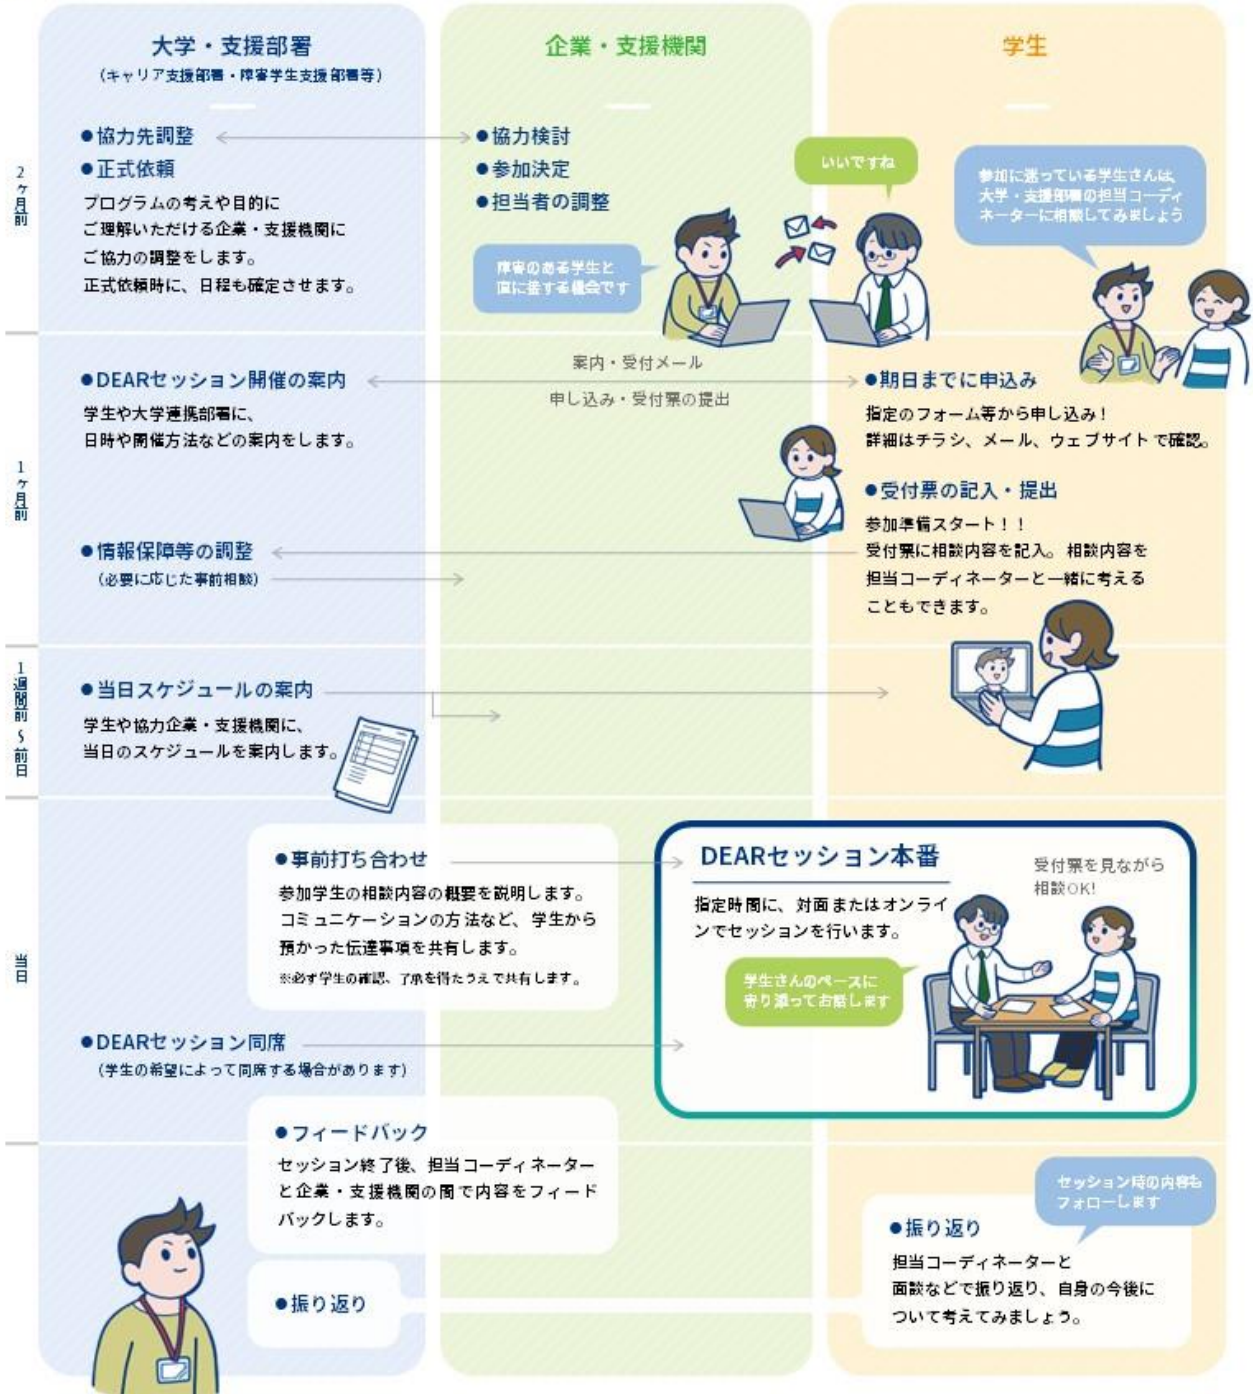 大学・支援部署
（キャリア支援部署・障害学生支援部署等）
企業・支援機関
学生
2ヶ月前
●協力先調整
●正式依頼
プログラムの考えや目的に
ご理解いただける企業・支援機関に
ご協力の調整をします。
正式依頼時に、日程も確定させます。
●協力検討
●参加決定
●担当者の調整
障害のある学生と
直に接する機会です
いいですね
参加に迷っている学生さんは、
大学・支援部署の担当コーディ
ネーターに相談してみましょう
1ヶ月前
●DEARセッション開催の案内
学生や大学連携部署に、
日時や開催方法などの案内をします。
案内・受付メール
申し込み・受付票の提出
●期日までに申込み
指定のフォーム等から申し込み！
詳細はチラシ、メール、ウェブサイトで確認。
●受付票の記入・提出
参加準備スタート！！
受付票に相談内容を記入。相談内容を
担当コーディネーターと一緒に考える
こともできます。
●情報保障等の調整
（必要に応じた事前相談）
1週間前〜前日
●当日スケジュールの案内
学生や協力企業・支援機関に、
当日のスケジュールを案内します。
当日
●事前打ち合わせ
参加学生の相談内容の概要を説明します。
コミュニケーションの方法など、学生から
預かった伝達事項を共有します。
※必ず学生の確認、了承を得たうえで共有します。
DEARセッション本番
指定時間に、対面またはオンライ
ンでセッションを行います。
受付票を見ながら
相談OK!
学生さんのペースに
寄り添ってお話します
●DEARセッション同席
（学生の希望によって同席する場合があります）
●フィードバック
セッション終了後、担当コーディネーター
と企業・支援機関の間で内容をフィード
バックします。
●振り返り
セッション時の内容も
フォローします
●振り返り
担当コーディネーターと
面談などで振り返り、自身の今後に
ついて考えてみましょう。